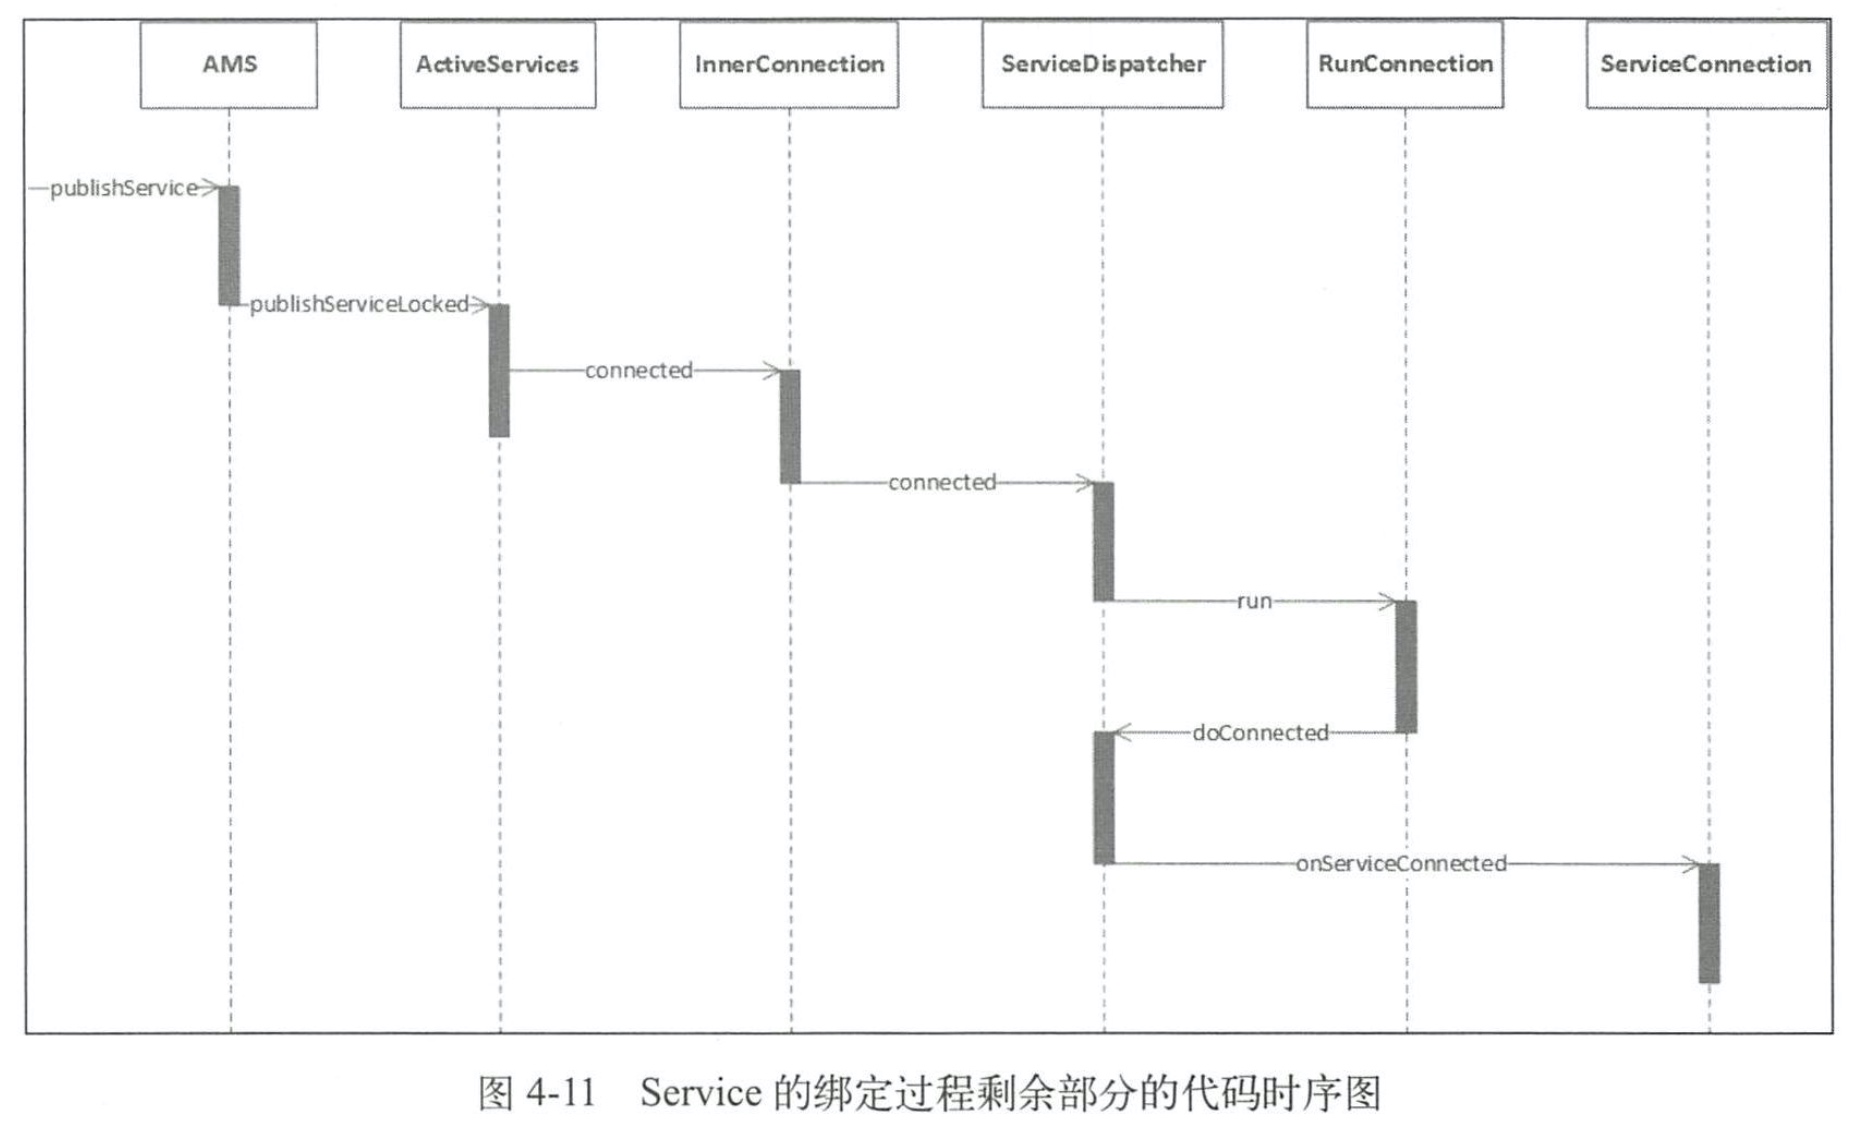 AMS ActiveServices InnerConnection ServiceDispatcher RunConnection ServiceConnection
publishService
publishServiceLocked
connected
connected
run
doConnected
onServiceConnected
图 4-11 Service 的绑定过程剩余部分的代码时序图